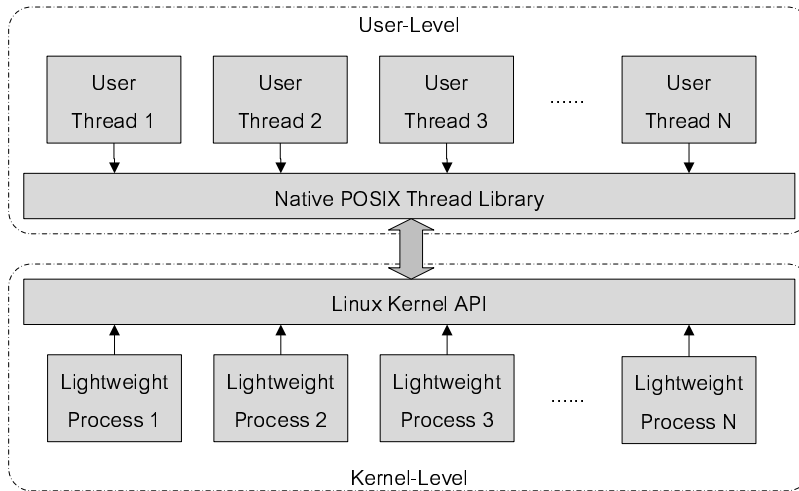 User-Level
User
Thread 1
User
Thread 2
User
Thread 3
......
User
Thread N
Native POSIX Thread Library
Linux Kernel API
Lightweight
Process 1
Lightweight
Process 2
Lightweight
Process 3
......
Lightweight
Process N
Kernel-Level